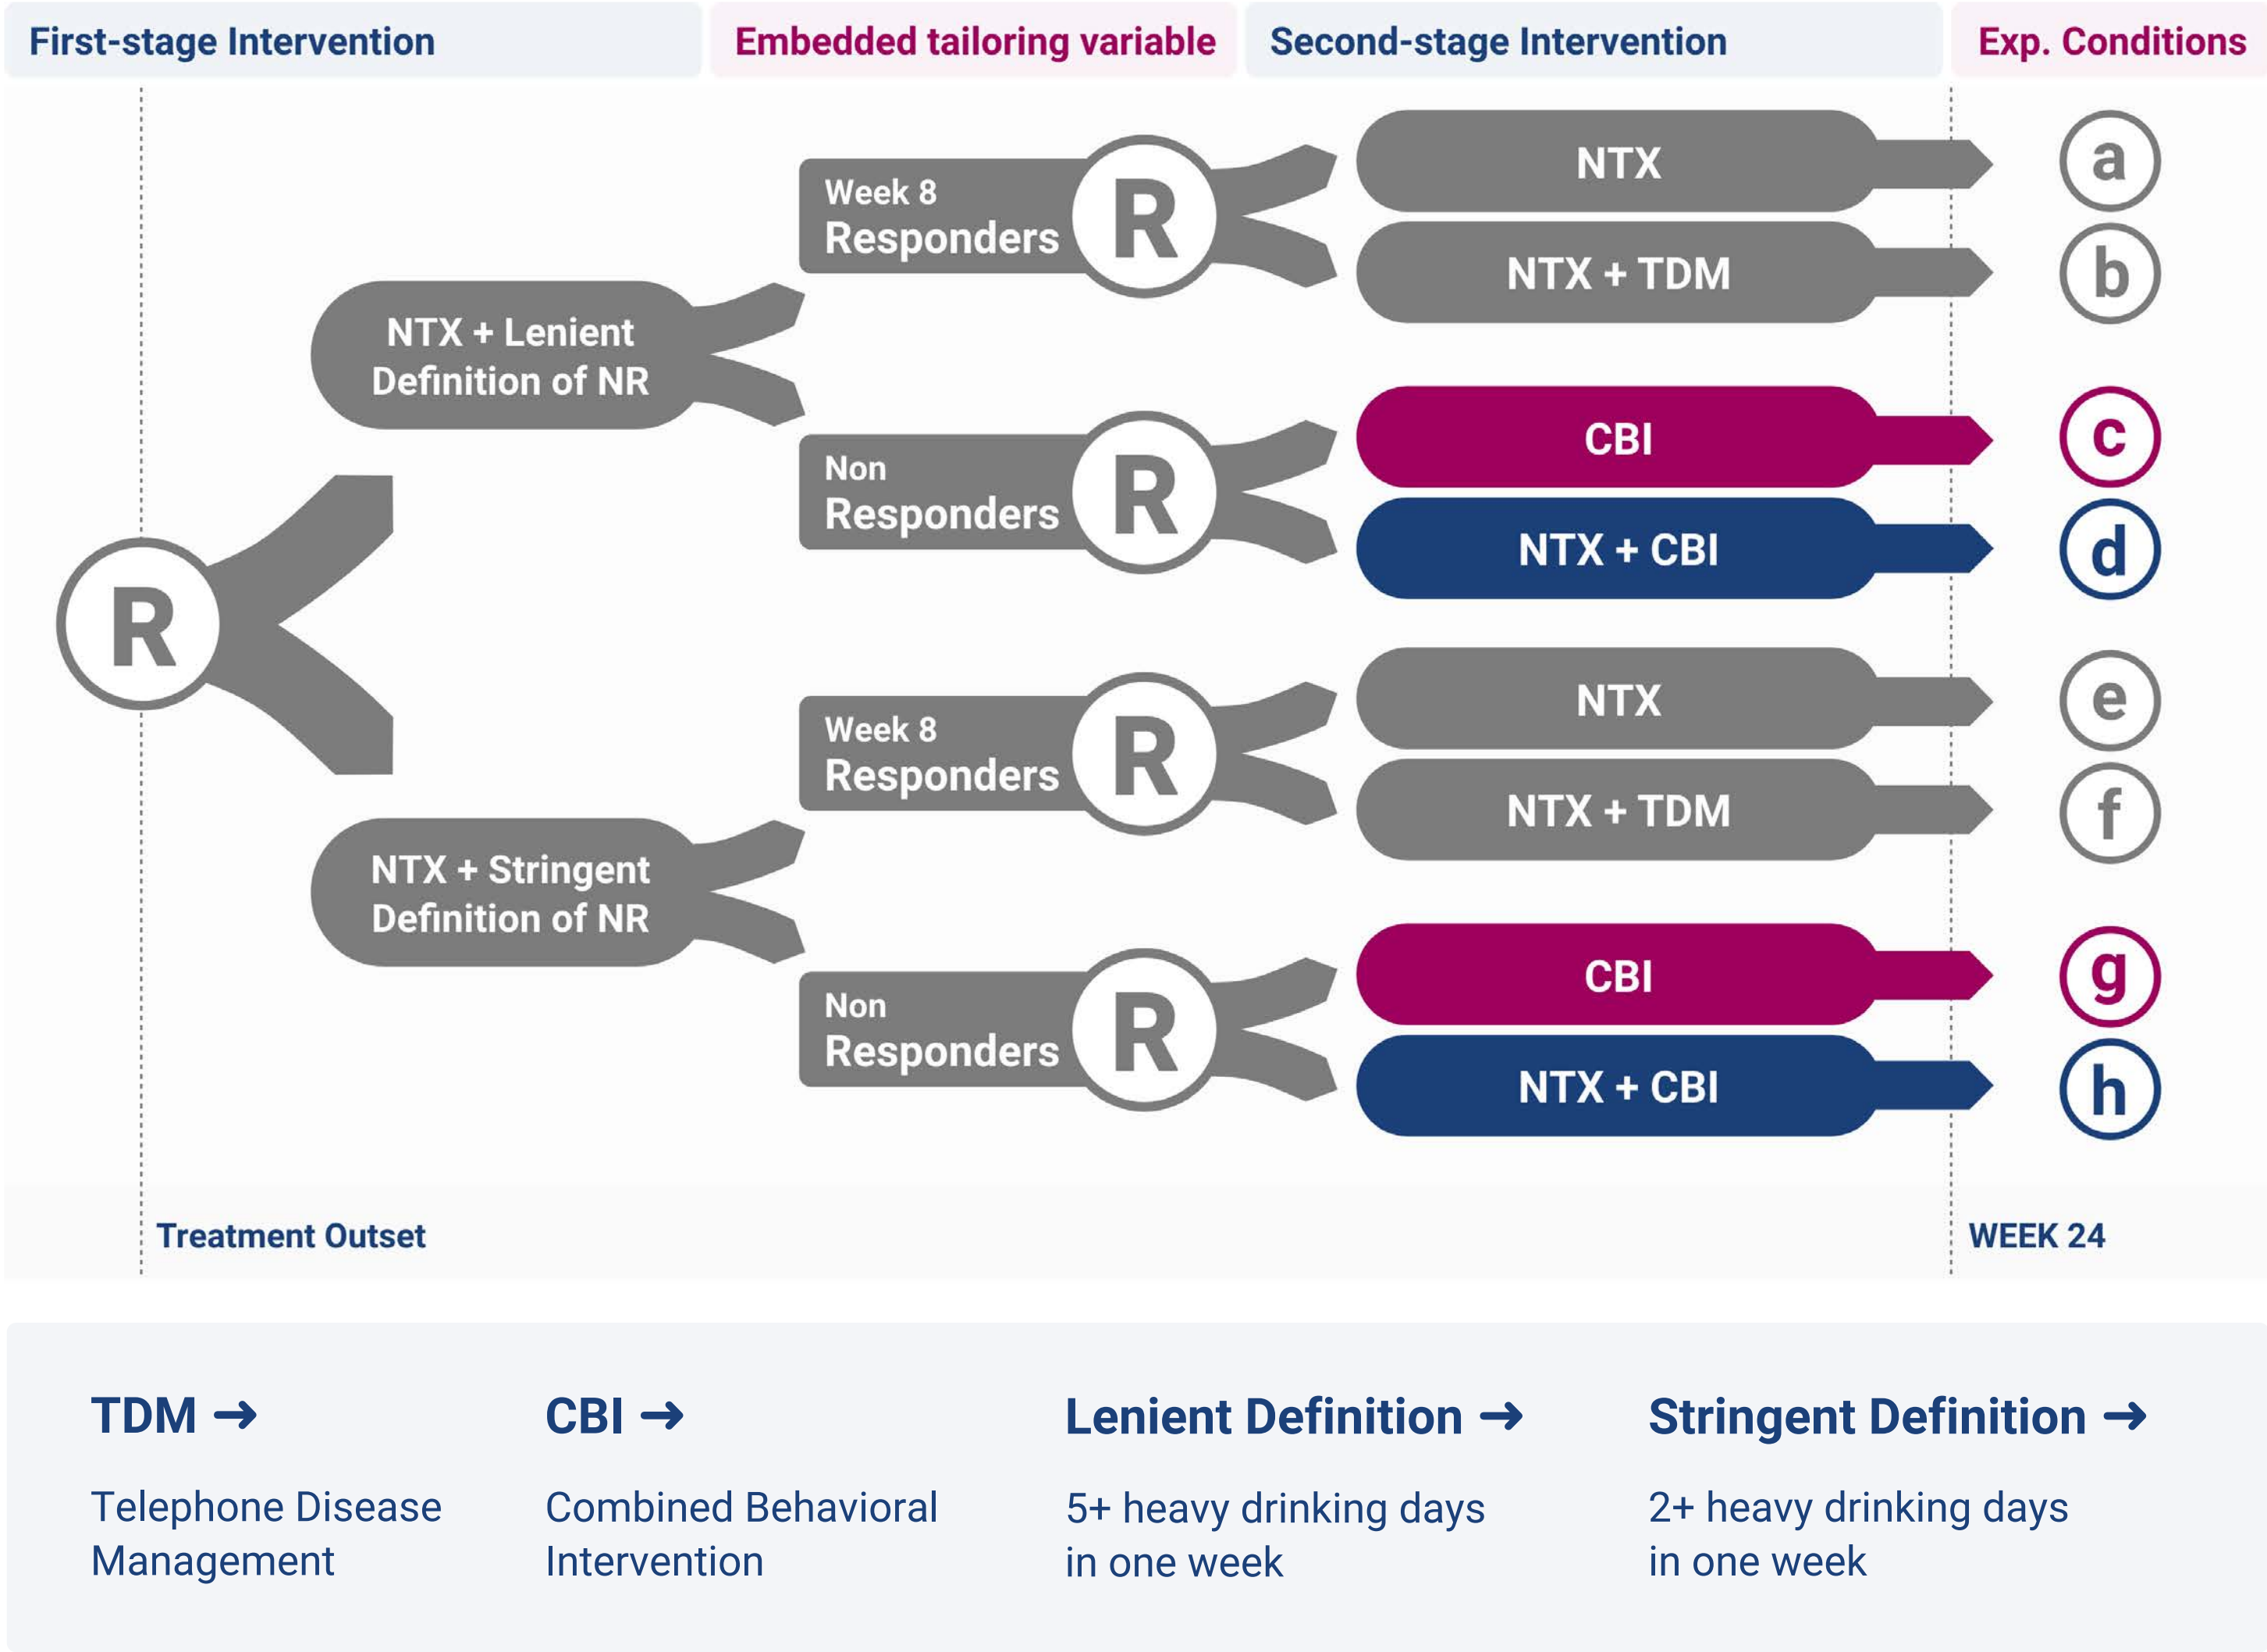 First-stage Intervention
Embedded tailoring variable
Second-stage Intervention
Exp. Conditions
R
NTX + Lenient
Definition of NR
Week 8
Responders
R
NTX
a
NTX + TDM
b
Non
Responders
R
CBI
c
NTX + CBI
d
NTX + Stringent
Definition of NR
Week 8
Responders
R
NTX
e
NTX + TDM
f
Non
Responders
R
CBI
g
NTX + CBI
h
Treatment Outset
WEEK 24
TDM →
Telephone Disease
Management
CBI →
Combined Behavioral
Intervention
Lenient Definition →
5+ heavy drinking days
in one week
Stringent Definition →
2+ heavy drinking days
in one week